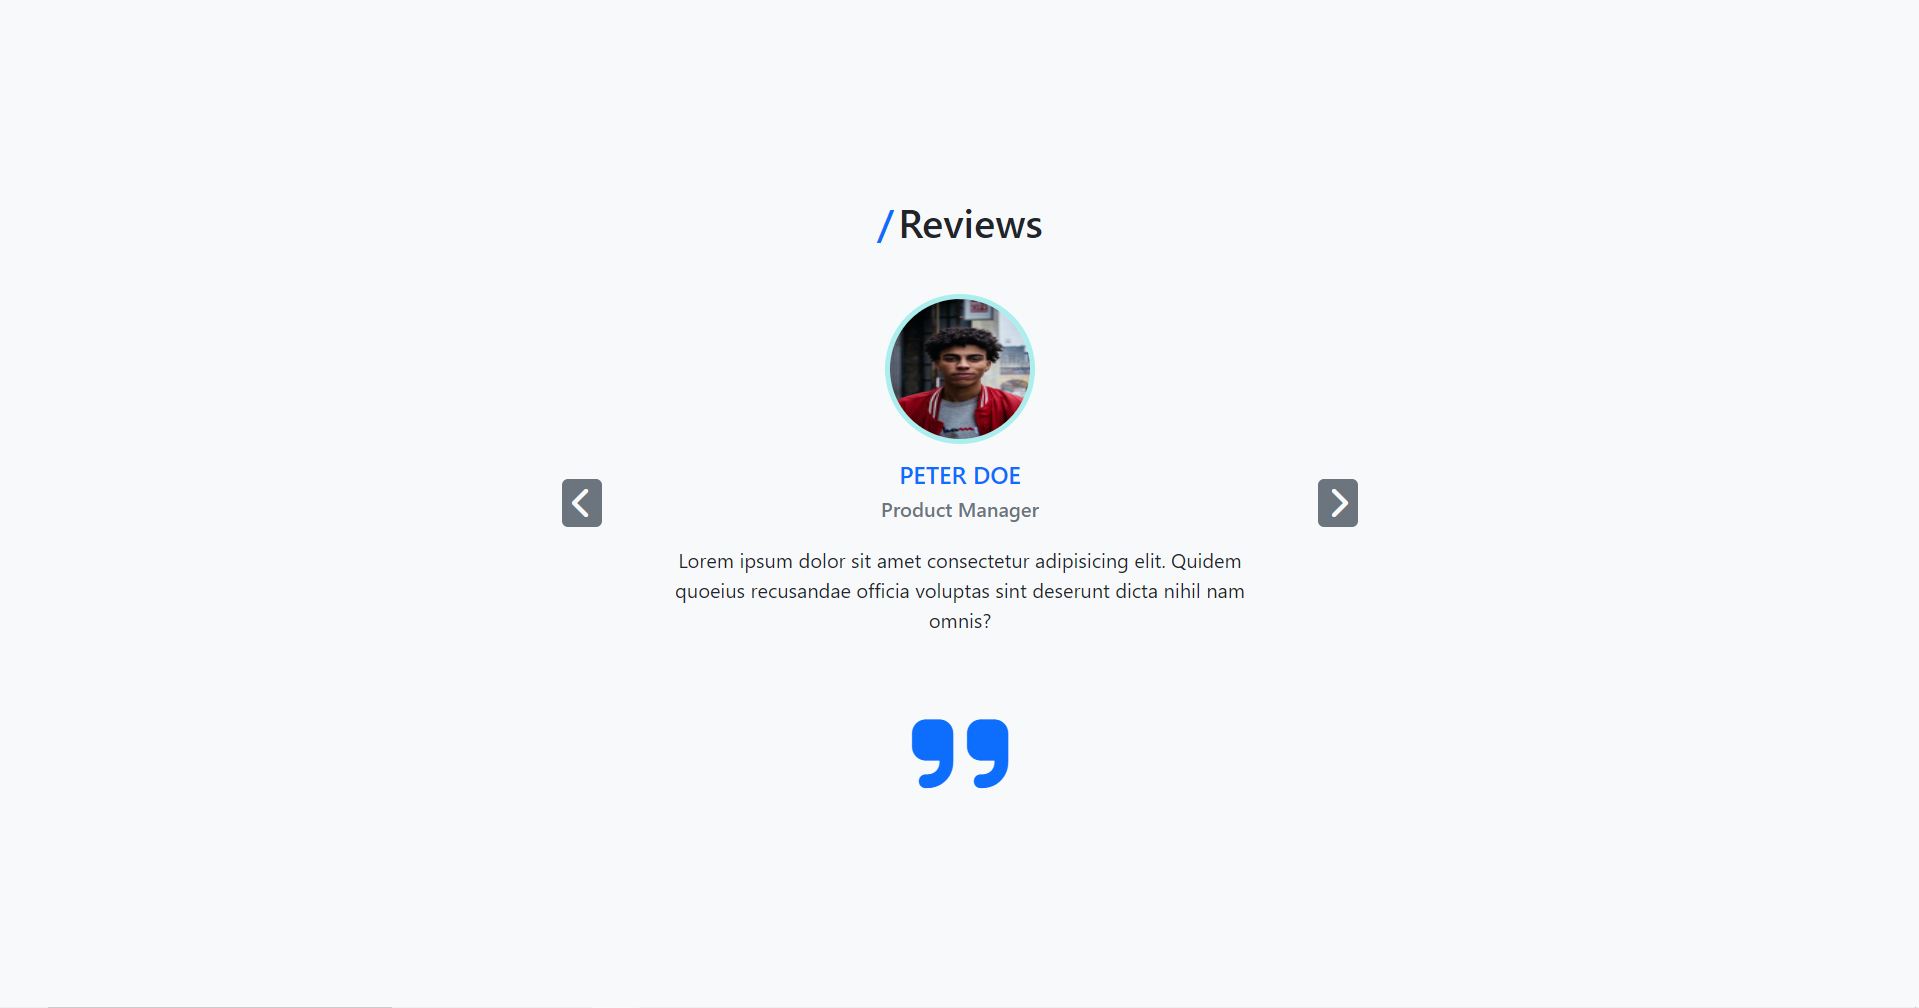 / Reviews
PETER DOE
Product Manager
Lorem ipsum dolor sit amet consectetur adipisicing elit. Quidem
quoeius recusandae officia voluptas sint deserunt dicta nihil nam
omnis?